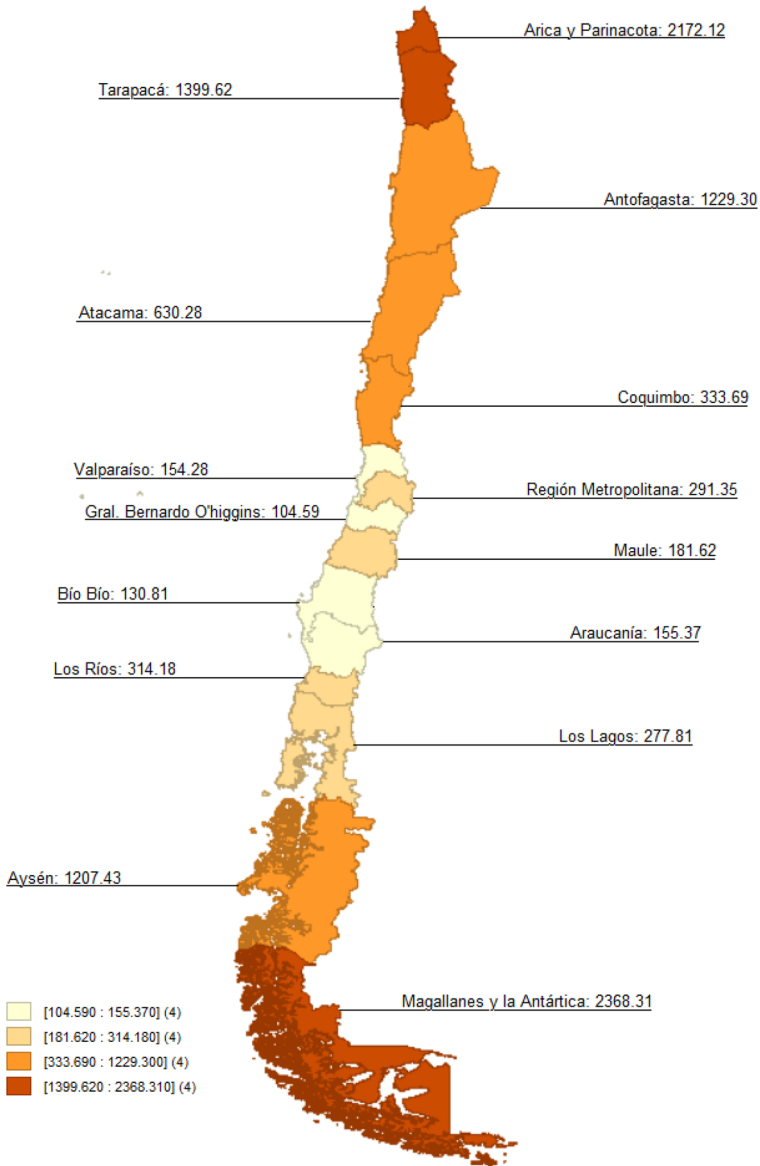 Arica y Parinacota: 2172.12
Tarapacá: 1399.62
Antofagasta: 1229.30
Atacama: 630.28
Coquimbo: 333.69
Valparaíso: 154.28
Región Metropolitana: 291.35
Gral. Bernardo O'higgins: 104.59
Maule: 181.62
Bío Bío: 130.81
Araucanía: 155.37
Los Ríos: 314.18
Los Lagos: 277.81
Aysén: 1207.43
Magallanes y la Antártica: 2368.31
[104.590 : 155.370] (4)
[181.620 : 314.180] (4)
[333.690 : 1229.300] (4)
[1399.620 : 2368.310] (4)